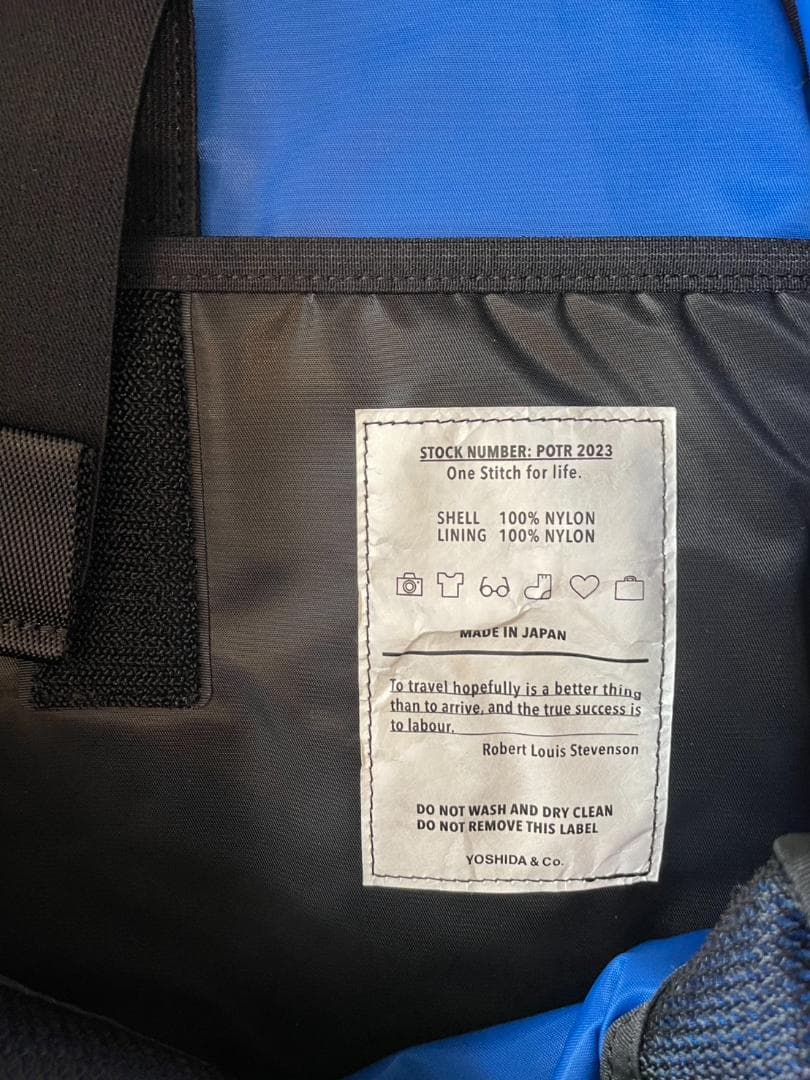 STOCK NUMBER: POTR 2023
One Stitch for life.
SHELL 100% NYLON
LINING 100% NYLON
MADE IN JAPAN
To travel hopefully is a better thing
than to arrive, and the true success is
to labour.
Robert Louis Stevenson
DO NOT WASH AND DRY CLEAN
DO NOT REMOVE THIS LABEL
YOSHIDA & Co.